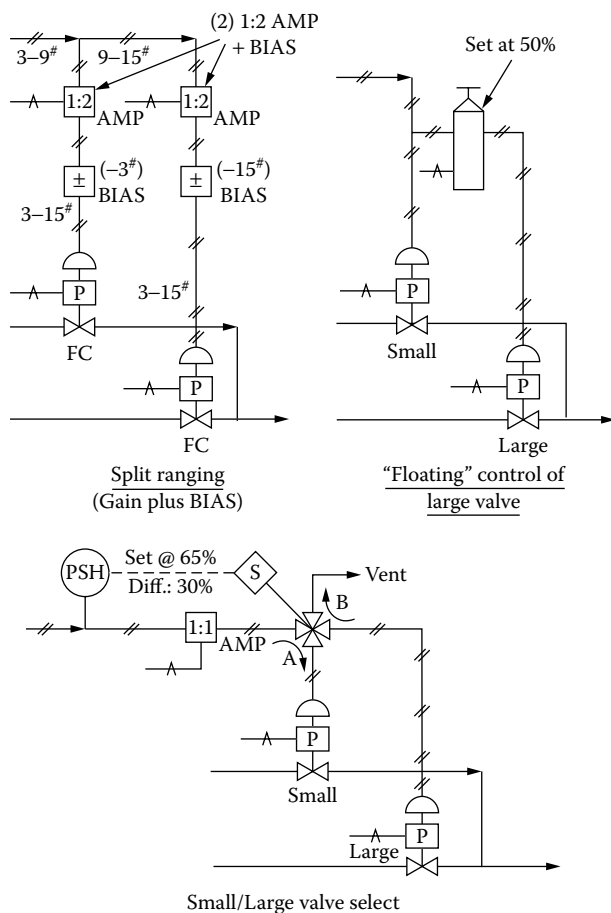 (2) 1:2 AMP
+ BIAS
3–9#
9–15#
1:2
AMP
1:2
AMP
±
(–3#)
BIAS
±
(–15#)
BIAS
3–15#
3–15#
P
FC
P
FC
Split ranging
(Gain plus BIAS)
Set at 50%
P
Small
P
Large
"Floating" control of
large valve
PSH
Set @ 65%
Diff.: 30%
S
Vent
B
1:1
AMP
A
P
Small
P
Large
Small/Large valve select